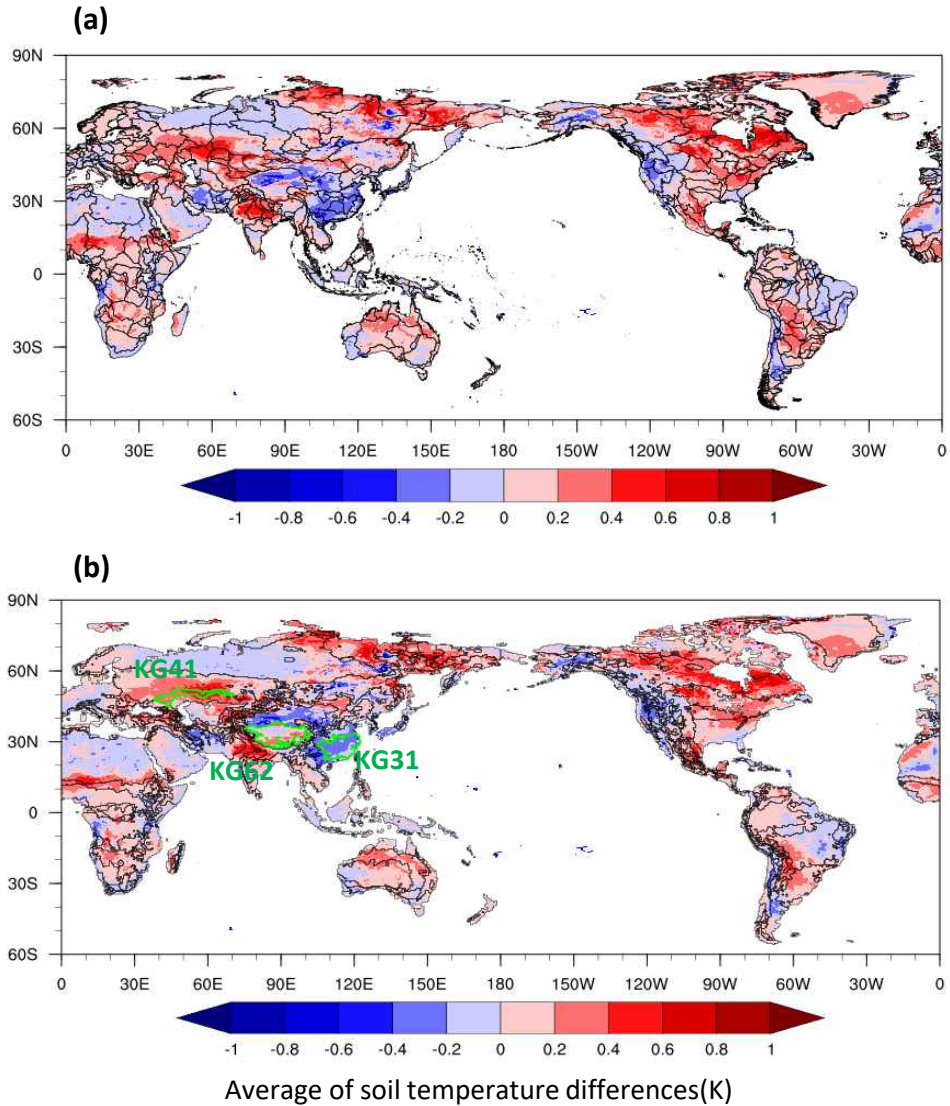 (a)
90N
60N
30N
0
30S
60S
0 30E 60E 90E 120E 150E 180 150W 120W 90W 60W 30W 0
-1 -0.8 -0.6 -0.4 -0.2 0 0.2 0.4 0.6 0.8 1
(b)
90N
KG41
60N
30N
KG62 KG31
0
30S
60S
0 30E 60E 90E 120E 150E 180 150W 120W 90W 60W 30W 0
-1 -0.8 -0.6 -0.4 -0.2 0 0.2 0.4 0.6 0.8 1
Average of soil temperature differences(K)